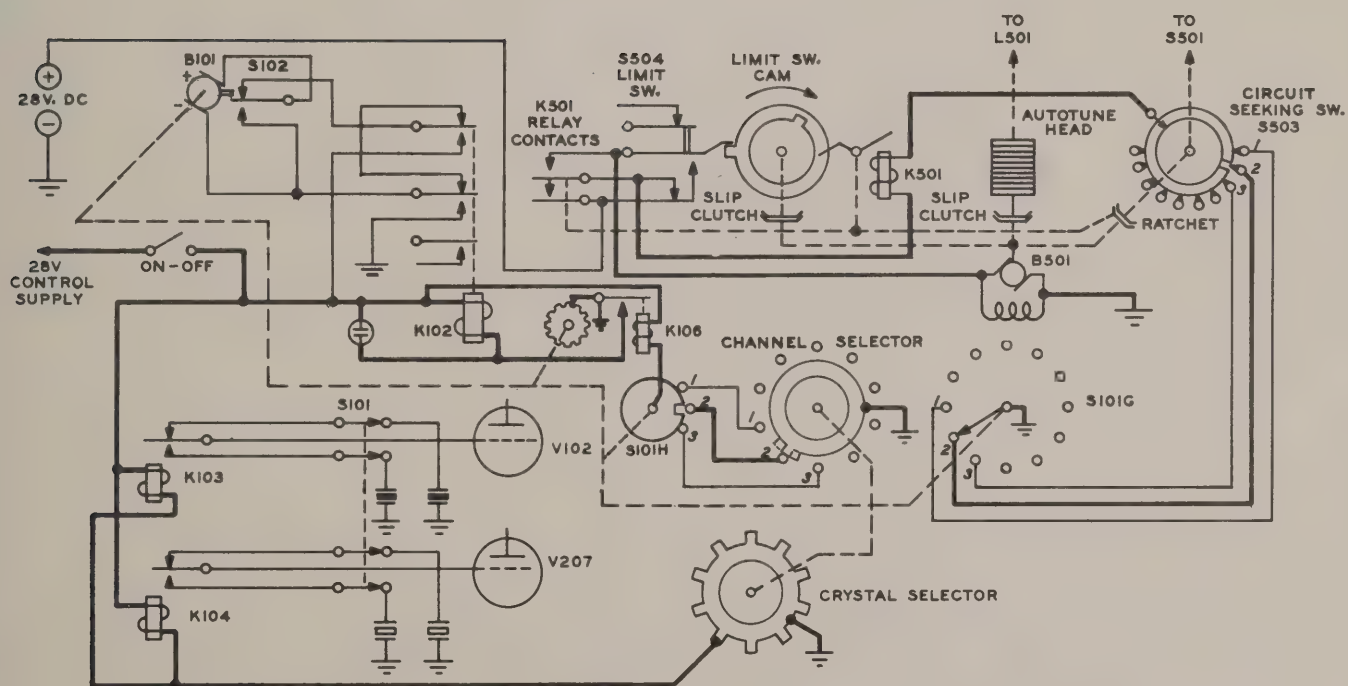 TO
L501
TO
S501
B101
S102
+
-
28V. DC
S504
LIMIT
SW.
LIMIT SW.
CAM
K501
RELAY
CONTACTS
AUTOTUNE
HEAD
CIRCUIT
SEEKING SW.
S503
K501
1
2
3
SLIP
CLUTCH
SLIP
CLUTCH
RATCHET
28V
CONTROL
SUPPLY
ON-OFF
B501
K102
K106
CHANNEL SELECTOR
S101
V102
S101H
1
2
3
1
2
3
S101G
1
2
3
K103
V207
K104
CRYSTAL SELECTOR